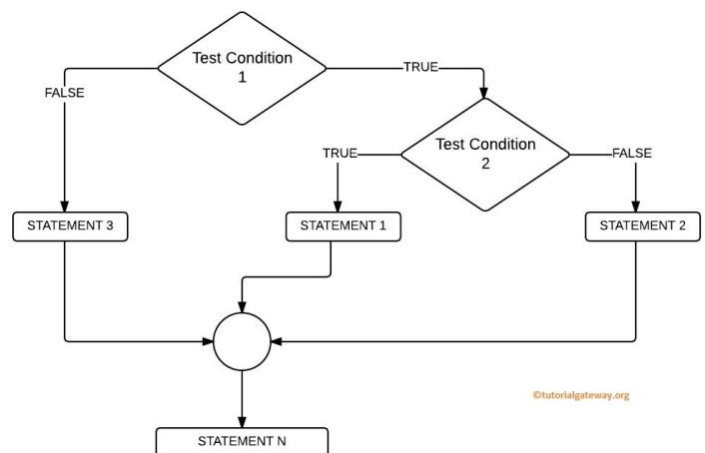 Test Condition
1
TRUE
FALSE
Test Condition
2
TRUE
FALSE
STATEMENT 3
STATEMENT 1
STATEMENT 2
©tutorialgateway.org
STATEMENT N